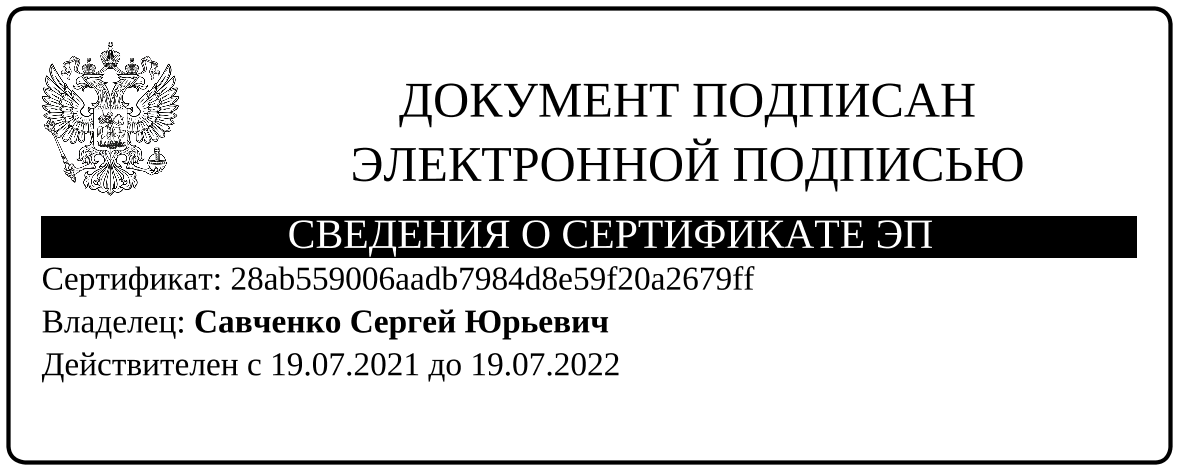 ДОКУМЕНТ ПОДПИСАН
ЭЛЕКТРОННОЙ ПОДПИСЬЮ
СВЕДЕНИЯ О СЕРТИФИКАТЕ ЭП
Сертификат: 28ab559006aadb7984d8e59f20a2679ff
Владелец: Савченко Сергей Юрьевич
Действителен с 19.07.2021 до 19.07.2022